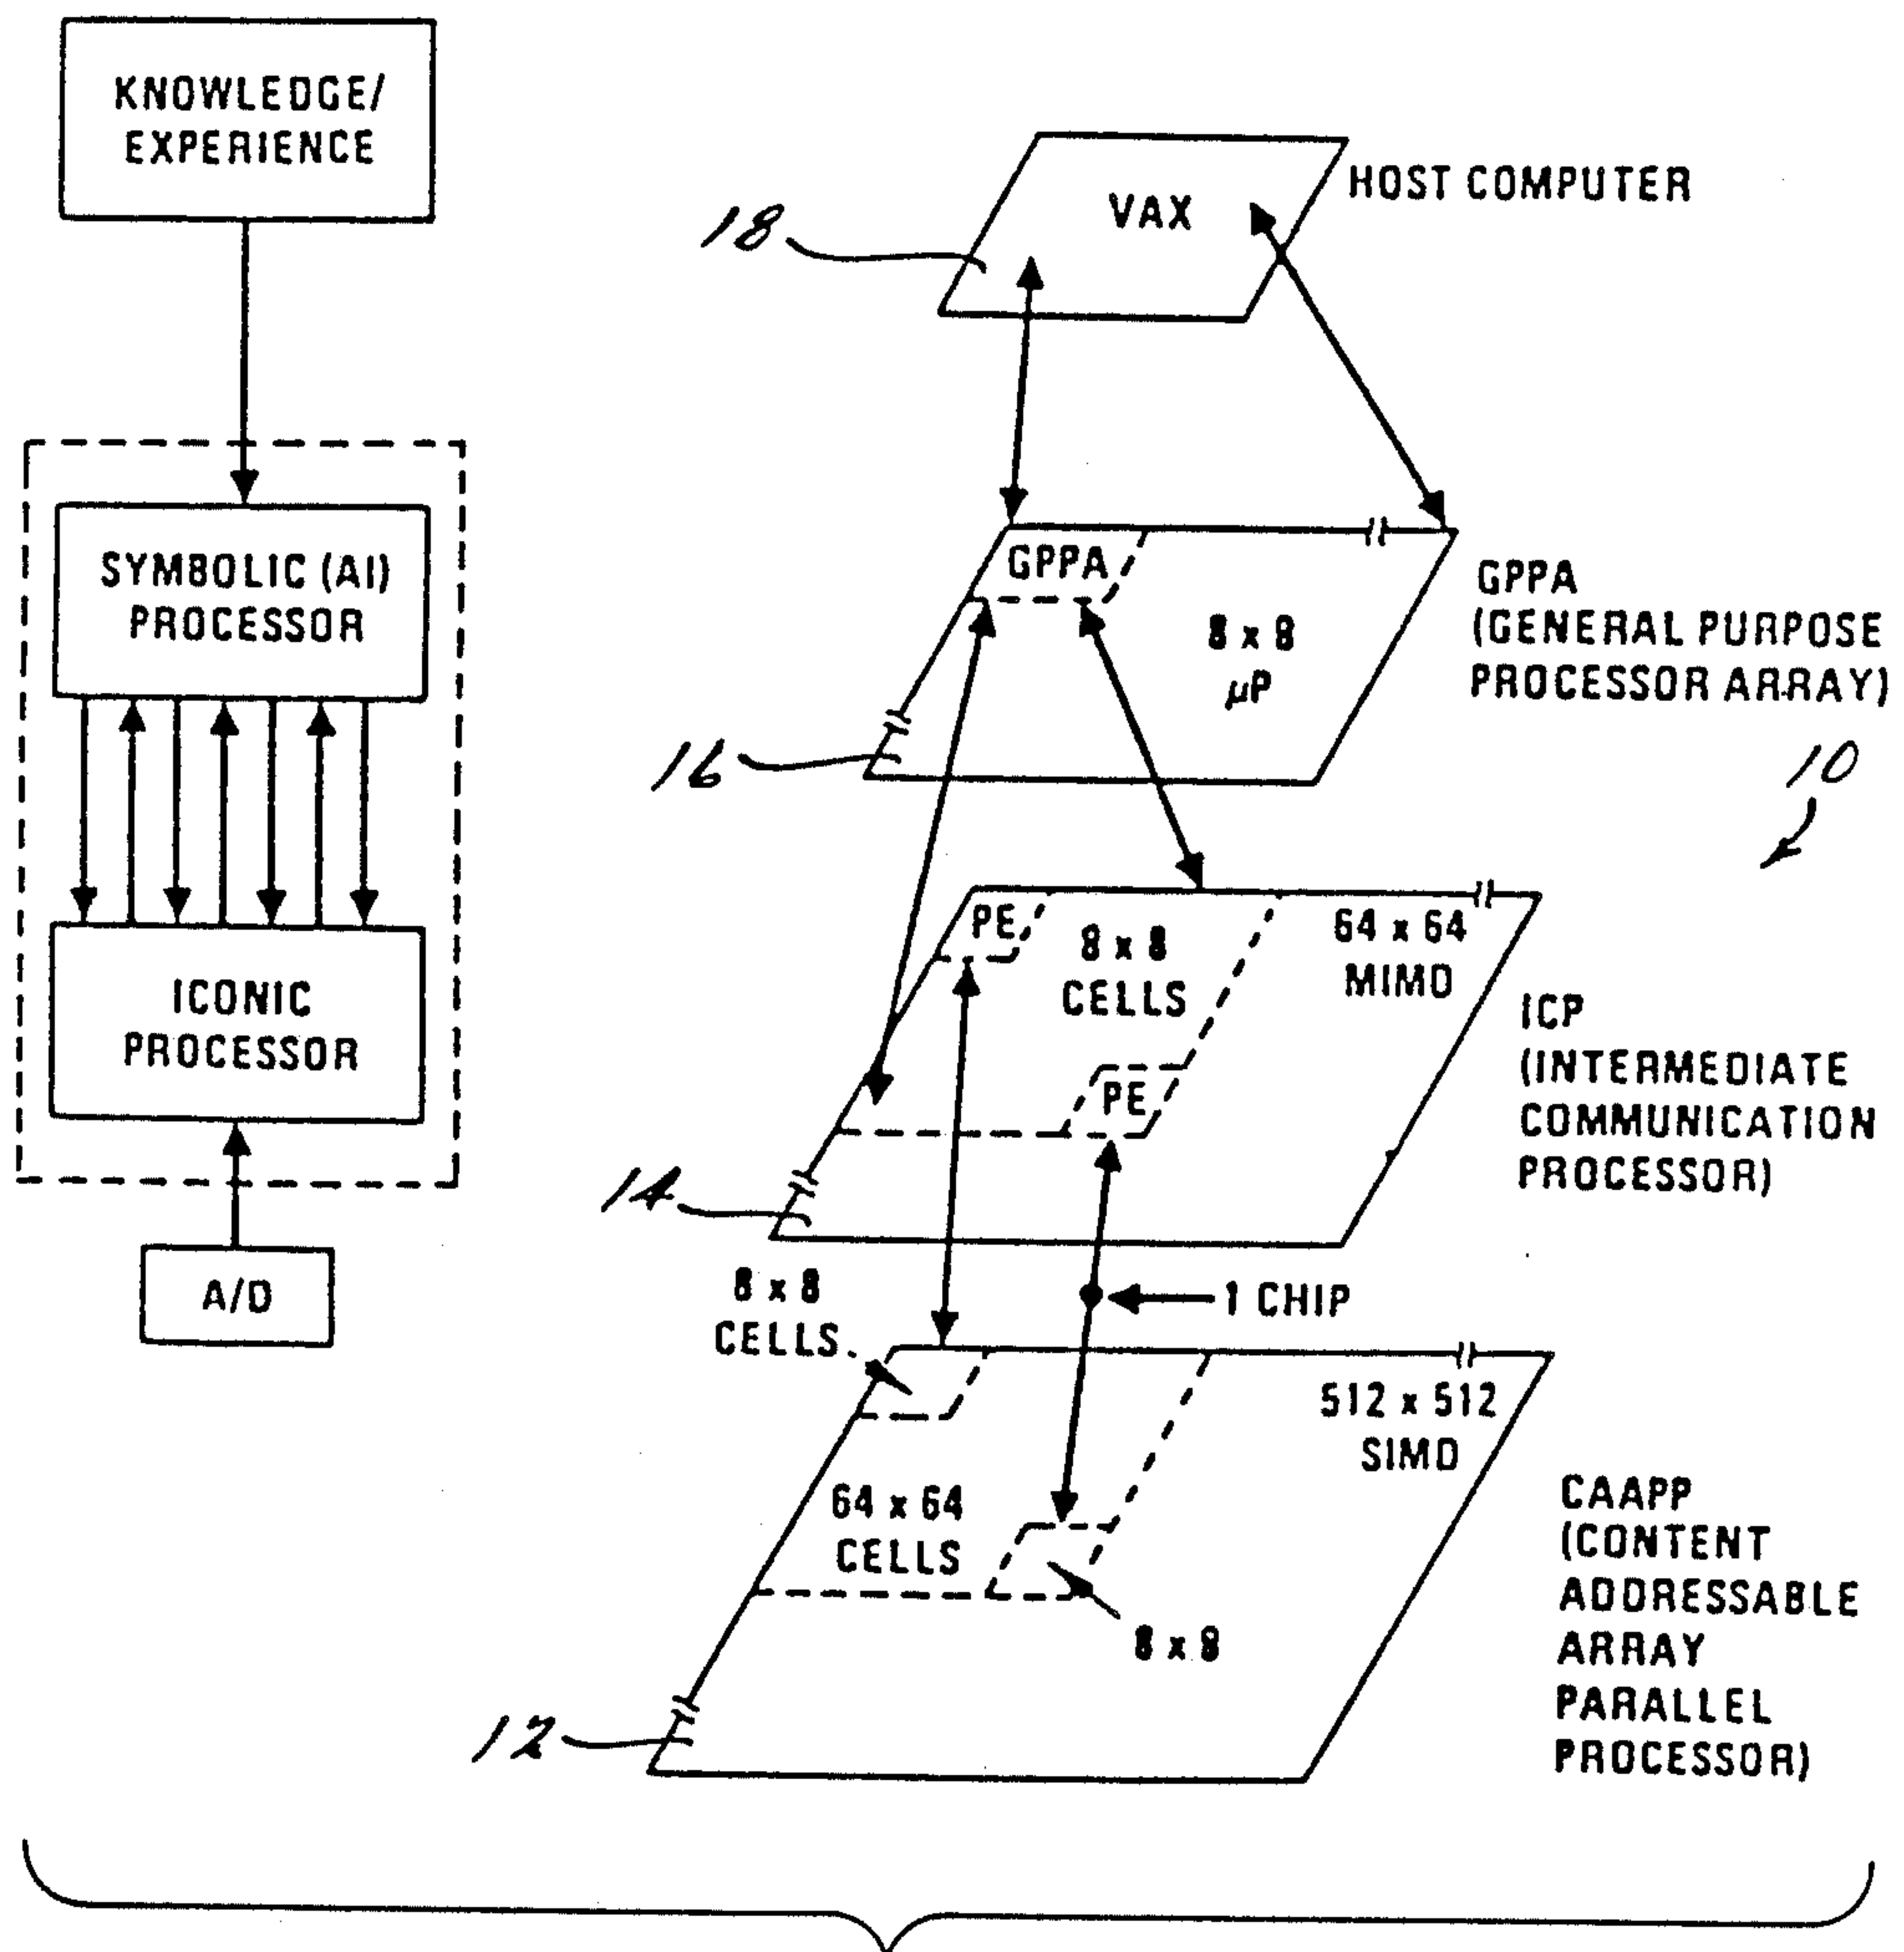 KNOWLEDGE/
EXPERIENCE
SYMBOLIC (AI)
PROCESSOR
ICONIC
PROCESSOR
A/D
18
VAX
HOST COMPUTER
GPPA
8 x 8
µP
GPPA
(GENERAL PURPOSE
PROCESSOR ARRAY)
16
10
PE
8 x 8
CELLS
64 x 64
MIMD
PE
ICP
(INTERMEDIATE
COMMUNICATION
PROCESSOR)
14
8 x 8
CELLS
1 CHIP
512 x 512
SIMD
64 x 64
CELLS
8 x 8
CAAPP
(CONTENT
ADDRESSABLE
ARRAY
PARALLEL
PROCESSOR)
12